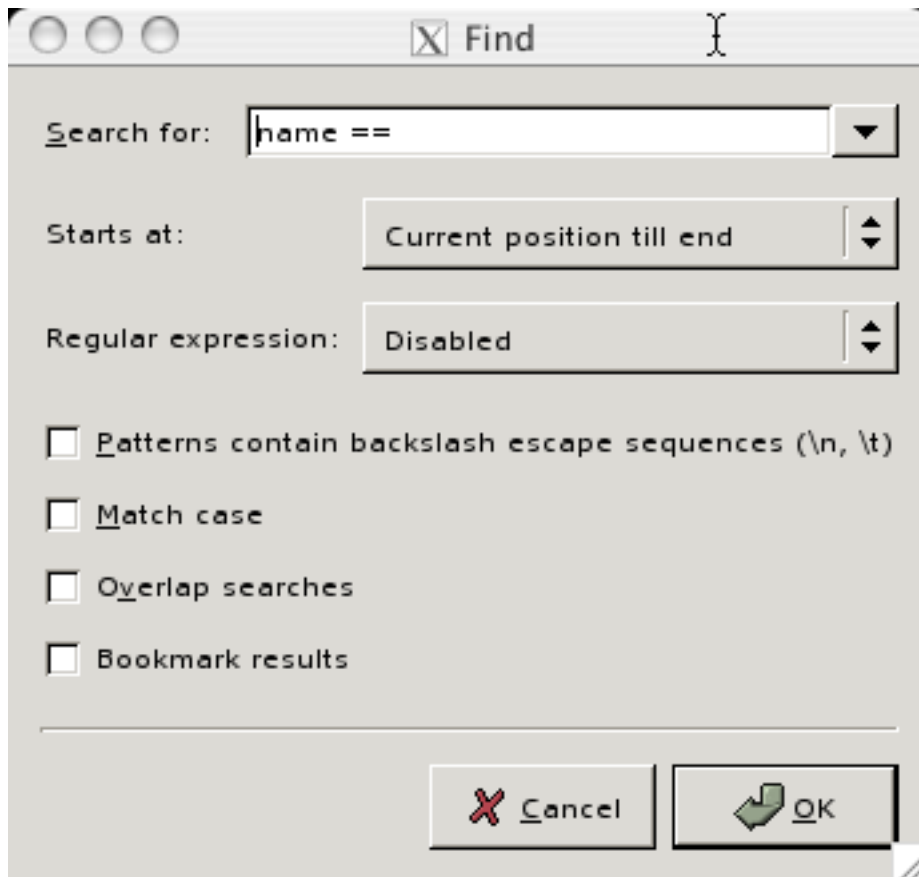 Find
Search for: name ==
Starts at: Current position till end
Regular expression: Disabled
Patterns contain backslash escape sequences (\n, \t)
Match case
Overlap searches
Bookmark results
Cancel OK